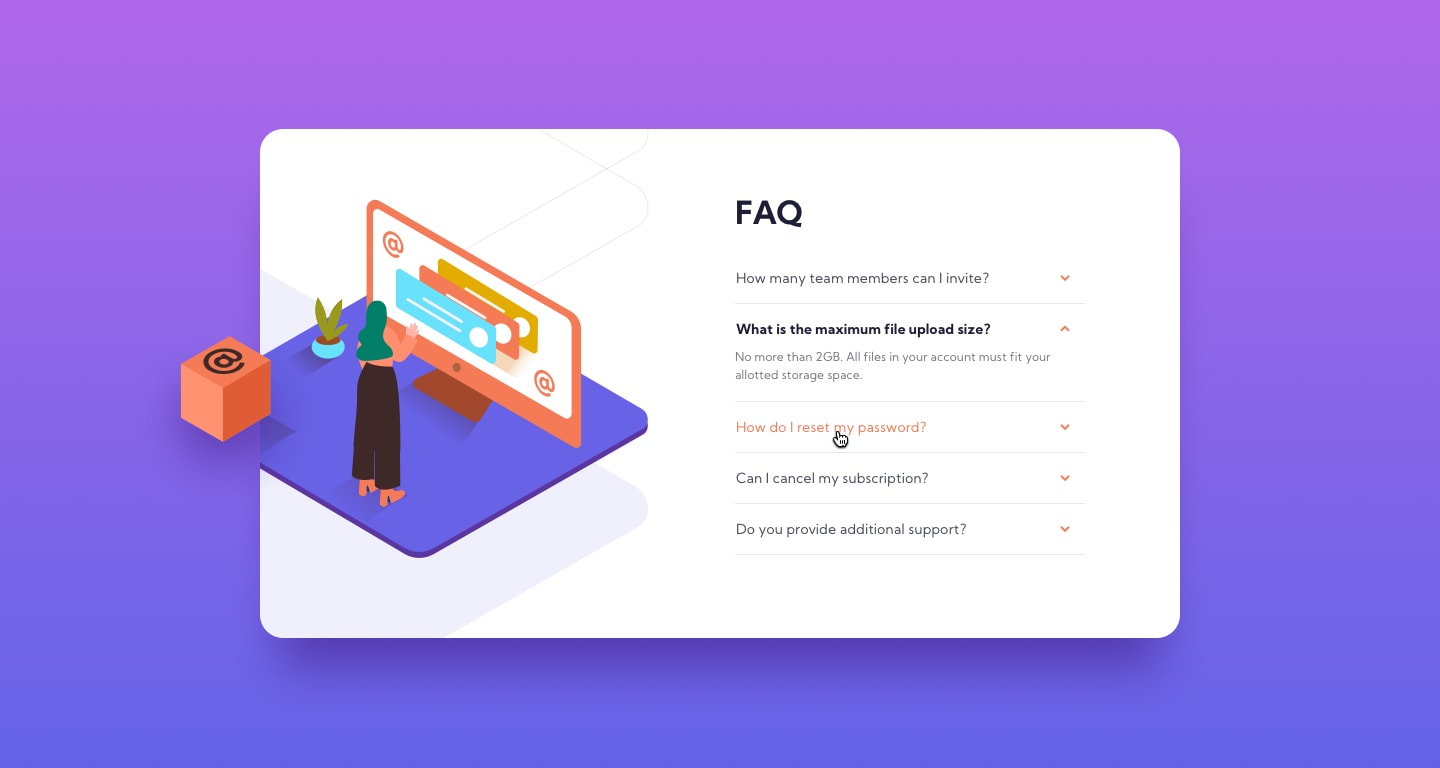 @
@
@
FAQ
How many team members can I invite?
What is the maximum file upload size?
No more than 2GB. All files in your account must fit your
allotted storage space.
How do I reset my password?
Can I cancel my subscription?
Do you provide additional support?